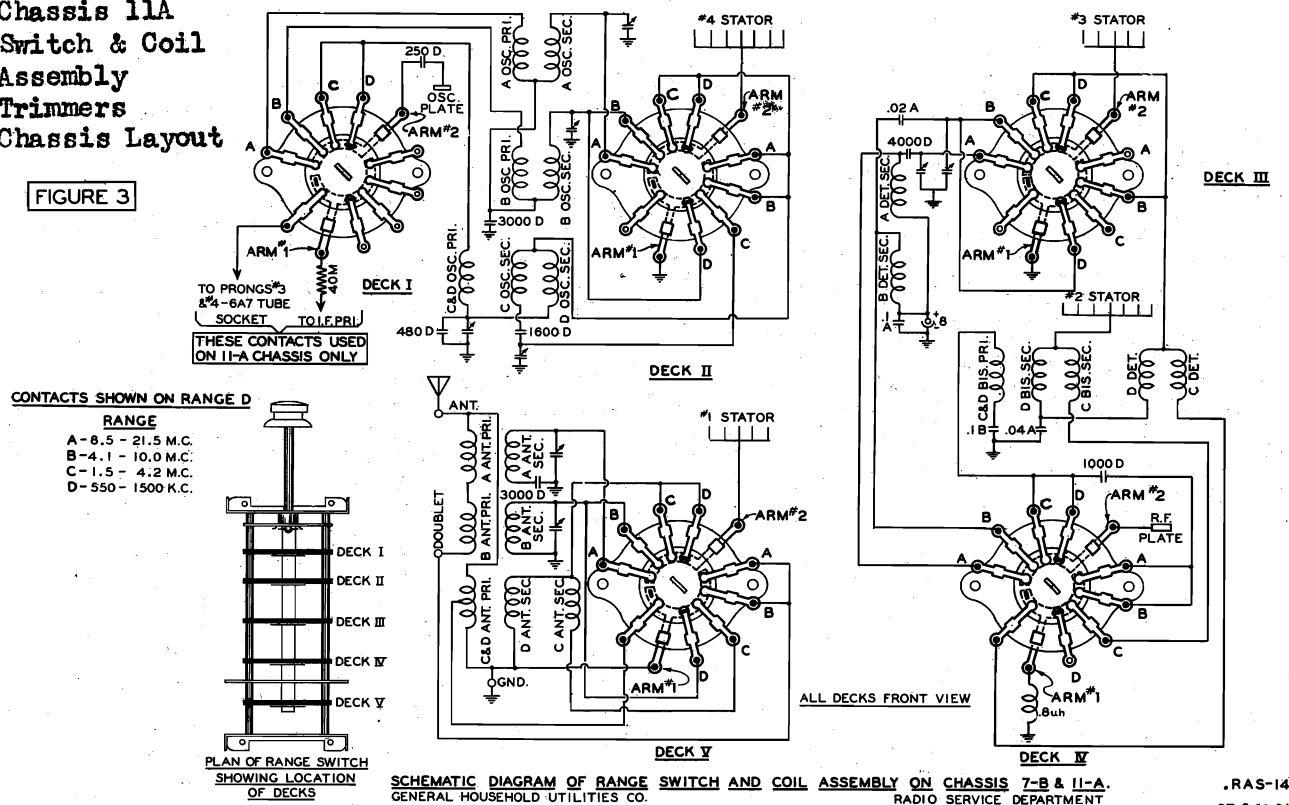 Chassis 11A
Switch & Coil
Assembly
Trimmers
Chassis Layout
FIGURE 3
C
D
250 D.
OSC. PLATE
ARM#2
B
A
ARM#1
40M
TO PRONGS #3
&#4-6A7 TUBE
SOCKET
TO I.F. PRI.
THESE CONTACTS USED
ON 11-A CHASSIS ONLY
DECK I
A OSC. PRI.
A OSC. SEC.
B OSC. PRI.
B OSC. SEC.
3000 D
C&D OSC. PRI.
C OSC. SEC.
D OSC. SEC.
480 D
1600 D
#4 STATOR
C
D
ARM
B
A
A
B
C
D
ARM#1
DECK II
#3 STATOR
C
D
ARM
#2
.02 A
B
A
4000 D
A
B
C
D
ARM#1
A DET. SEC.
B DET. SEC.
.1
A
+
.8
DECK III
#2 STATOR
C&D BIS. PRI.
D BIS. SEC.
C BIS. SEC.
D DET.
C DET.
.1 B
.04 A
1000 D
C
D
ARM#2
R.F.
PLATE
B
A
A
B
C
D
ARM#1
.8uh
DECK IV
CONTACTS SHOWN ON RANGE D
RANGE
A-8.5 - 21.5 M.C.
B-4.1 - 10.0 M.C.
C-1.5 - 4.2 M.C.
D-550 - 1500 K.C.
DECK I
DECK II
DECK III
DECK IV
DECK V
PLAN OF RANGE SWITCH
SHOWING LOCATION
OF DECKS
ANT.
DOUBLET
A ANT. PRI.
B ANT. PRI.
A ANT. SEC.
3000 D
B ANT. SEC.
C&D ANT. PRI.
D ANT. SEC.
C ANT. SEC.
GND.
#1 STATOR
C
D
ARM#2
B
A
A
B
C
D
ARM#1
DECK V
ALL DECKS FRONT VIEW
SCHEMATIC DIAGRAM OF RANGE SWITCH AND COIL ASSEMBLY ON CHASSIS 7-B & 11-A.
GENERAL HOUSEHOLD UTILITIES CO.
RADIO SERVICE DEPARTMENT
.RAS-14